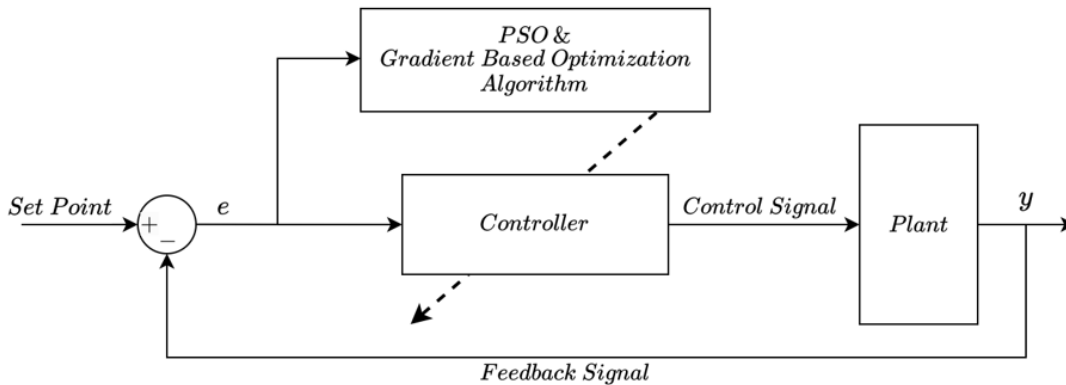 PSO &
Gradient Based Optimization
Algorithm
Set Point
+
−
e
Controller
Control Signal
Plant
y
Feedback Signal